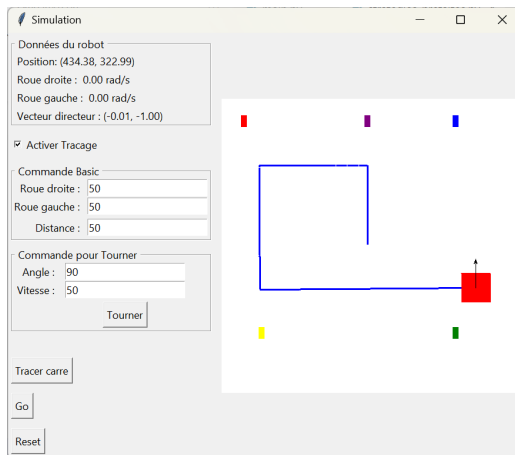 Simulation
Données du robot
Position: (434.38, 322.99)
Roue droite : 0.00 rad/s
Roue gauche : 0.00 rad/s
Vecteur directeur : (-0.01, -1.00)
Activer Tracage
Commande Basic
Roue droite : 50
Roue gauche : 50
Distance : 50
Commande pour Tourner
Angle : 90
Vitesse : 50
Tourner
Tracer carre
Go
Reset